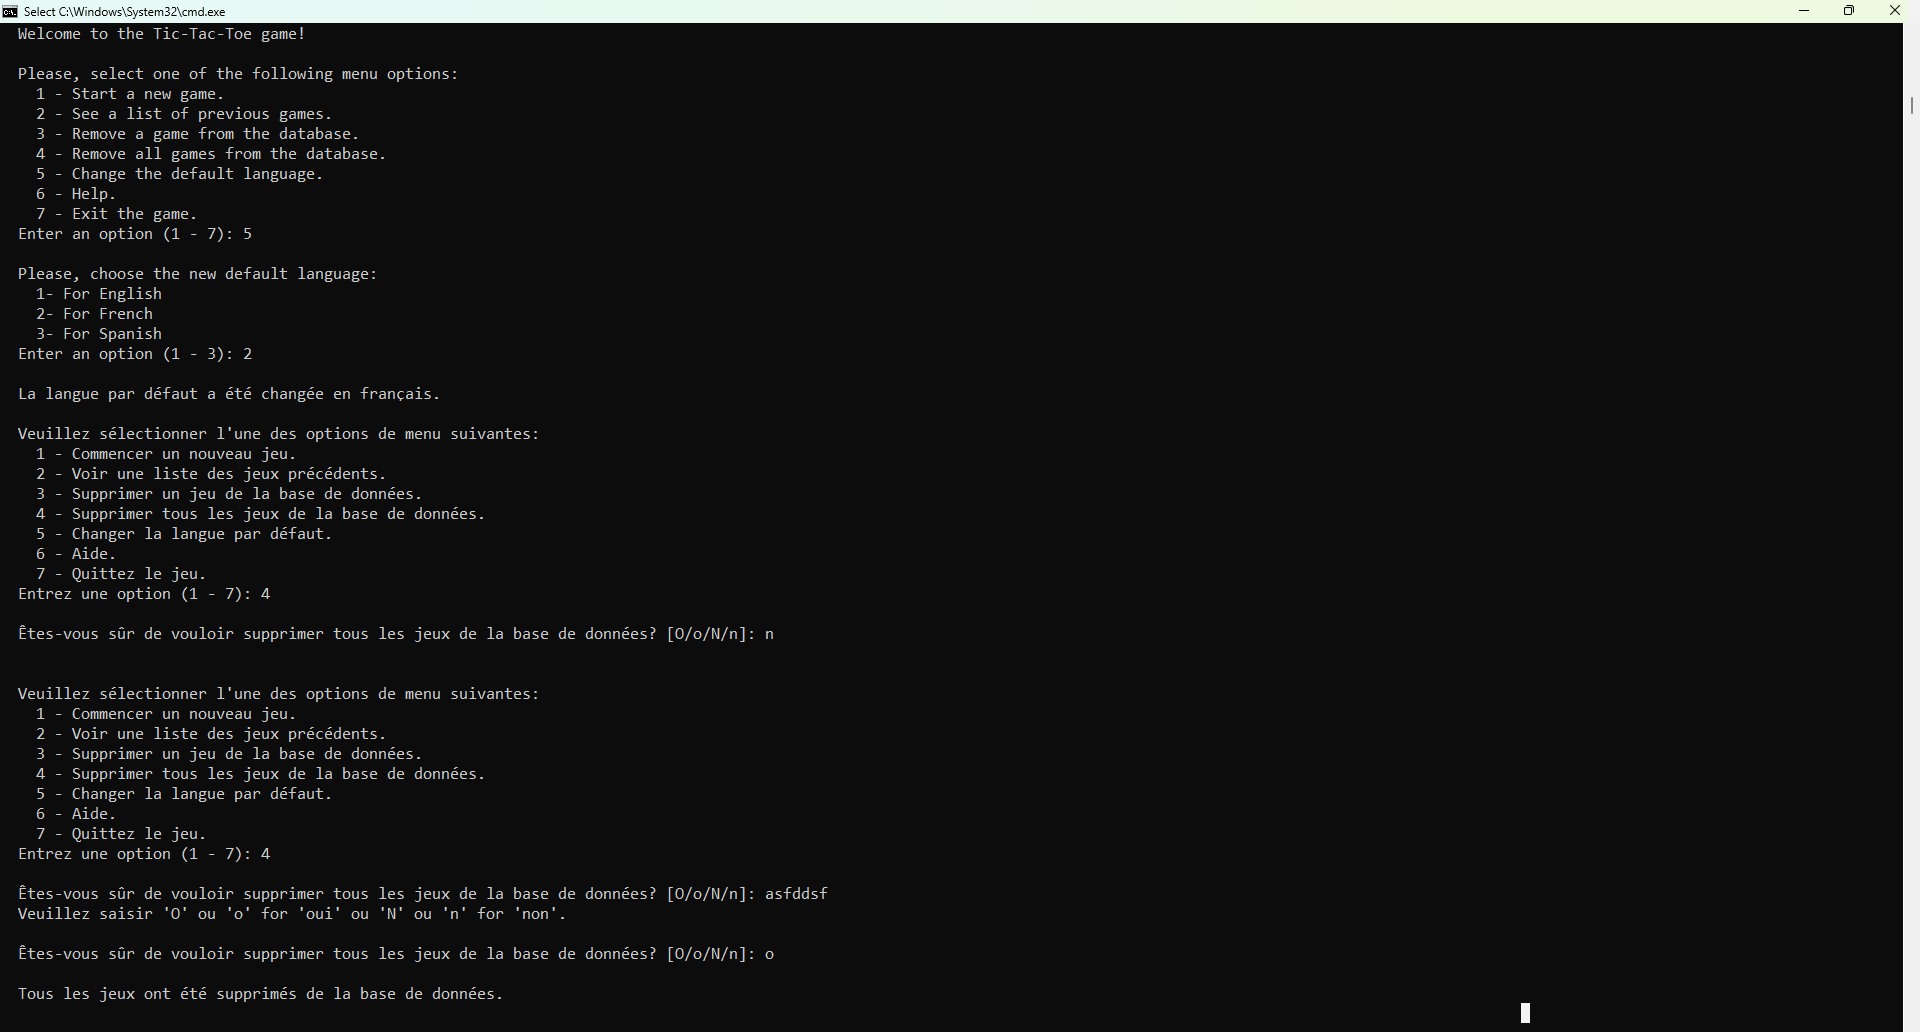 Select C:\Windows\System32\cmd.exe
Welcome to the Tic-Tac-Toe game!
Please, select one of the following menu options:
1 - Start a new game.
2 - See a list of previous games.
3 - Remove a game from the database.
4 - Remove all games from the database.
5 - Change the default language.
6 - Help.
7 - Exit the game.
Enter an option (1 - 7): 5
Please, choose the new default language:
1- For English
2- For French
3- For Spanish
Enter an option (1 - 3): 2
La langue par défaut a été changée en français.
Veuillez sélectionner l'une des options de menu suivantes:
1 - Commencer un nouveau jeu.
2 - Voir une liste des jeux précédents.
3 - Supprimer un jeu de la base de données.
4 - Supprimer tous les jeux de la base de données.
5 - Changer la langue par défaut.
6 - Aide.
7 - Quittez le jeu.
Entrez une option (1 - 7): 4
Êtes-vous sûr de vouloir supprimer tous les jeux de la base de données? [O/o/N/n]: n
Veuillez sélectionner l'une des options de menu suivantes:
1 - Commencer un nouveau jeu.
2 - Voir une liste des jeux précédents.
3 - Supprimer un jeu de la base de données.
4 - Supprimer tous les jeux de la base de données.
5 - Changer la langue par défaut.
6 - Aide.
7 - Quittez le jeu.
Entrez une option (1 - 7): 4
Êtes-vous sûr de vouloir supprimer tous les jeux de la base de données? [O/o/N/n]: asfddsf
Veuillez saisir 'O' ou 'o' for 'oui' ou 'N' ou 'n' for 'non'.
Êtes-vous sûr de vouloir supprimer tous les jeux de la base de données? [O/o/N/n]: o
Tous les jeux ont été supprimés de la base de données.